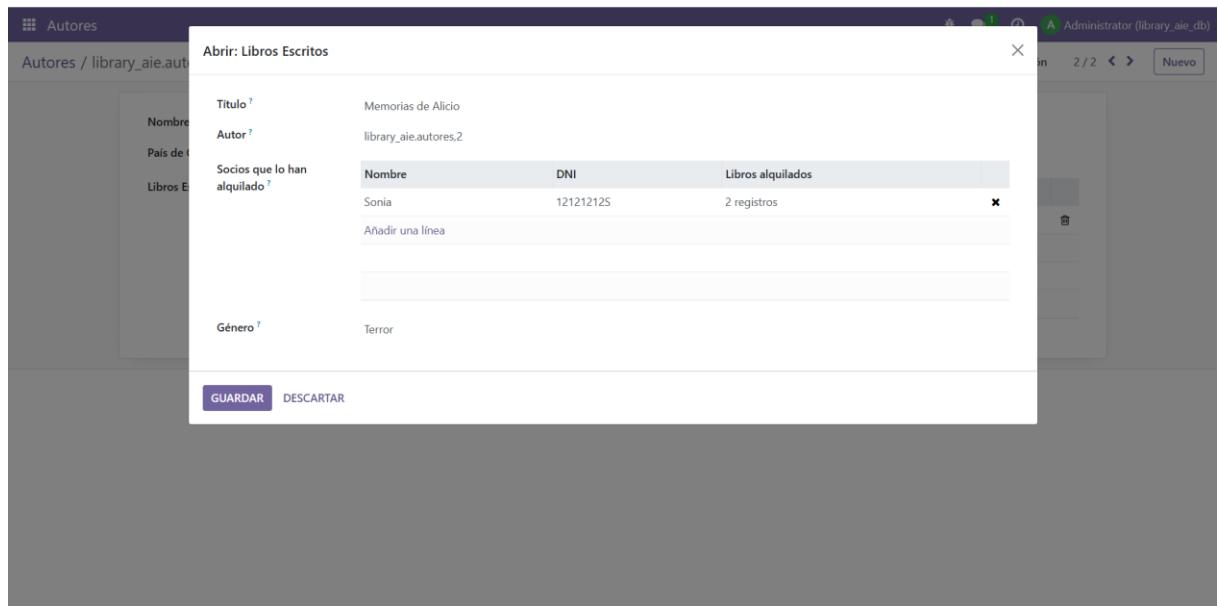 Autores
1
A Administrator (library_aie_db)
Autores / library_aie.aut
2 / 2
Nuevo
Abrir: Libros Escritos
Nombre
País de
Libros E
Título ?
Memorias de Alicio
Autor ?
library_aie.autores,2
Socios que lo han
alquilado ?
Nombre DNI Libros alquilados
Sonia 12121212S 2 registros
Añadir una línea
Género ?
Terror
GUARDAR DESCARTAR